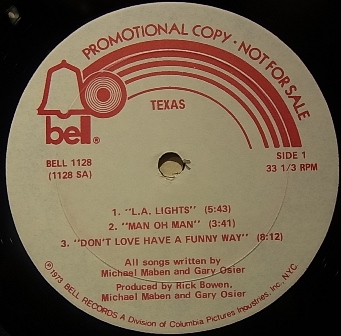 PROMOTIONAL COPY · NOT FOR SALE
bell®
TEXAS
BELL 1128
(1128 SA)
SIDE 1
33 1/3 RPM
1. "L.A. LIGHTS" (5:43)
2. "MAN OH MAN" (3:41)
3. "DON'T LOVE HAVE A FUNNY WAY" (8:12)
All songs written by
Michael Maben and Gary Osier
Produced by Rick Bowen,
Michael Maben and Gary Osier
℗1973 BELL RECORDS A Division of Columbia Pictures Industries, Inc., N.Y.C.